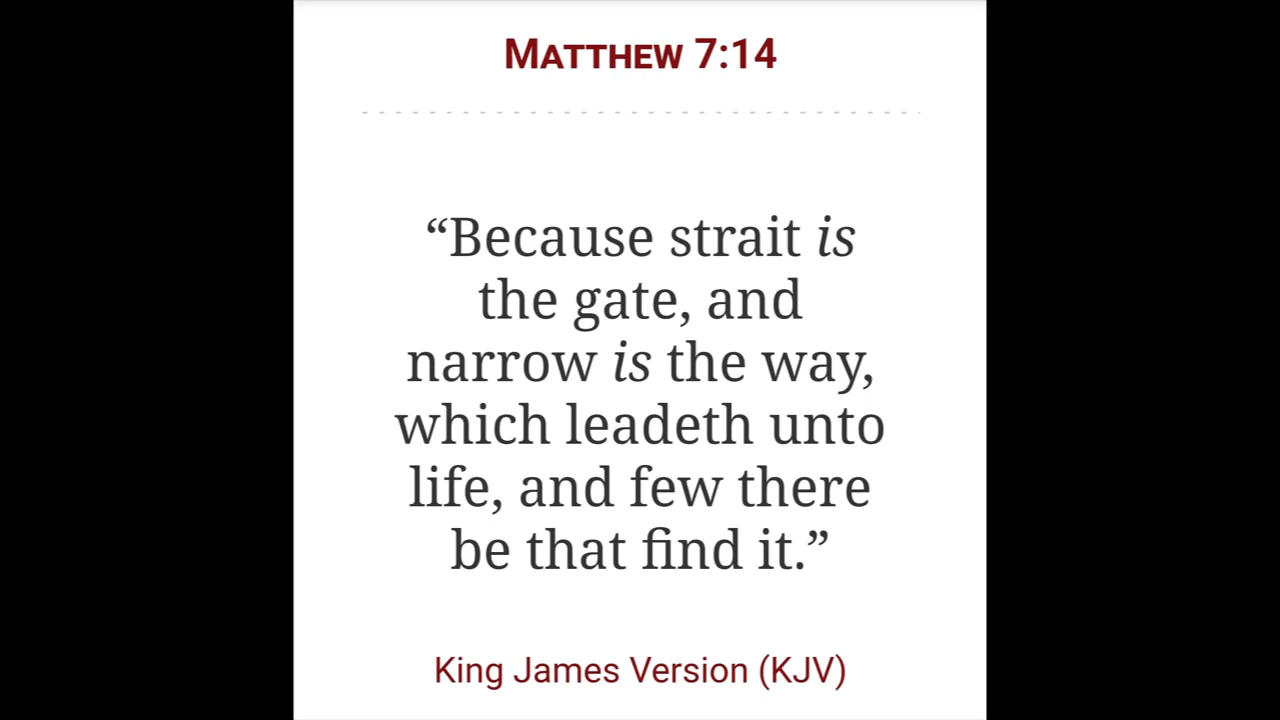 MATTHEW 7:14
“Because strait is
the gate, and
narrow is the way,
which leadeth unto
life, and few there
be that find it.”
King James Version (KJV)